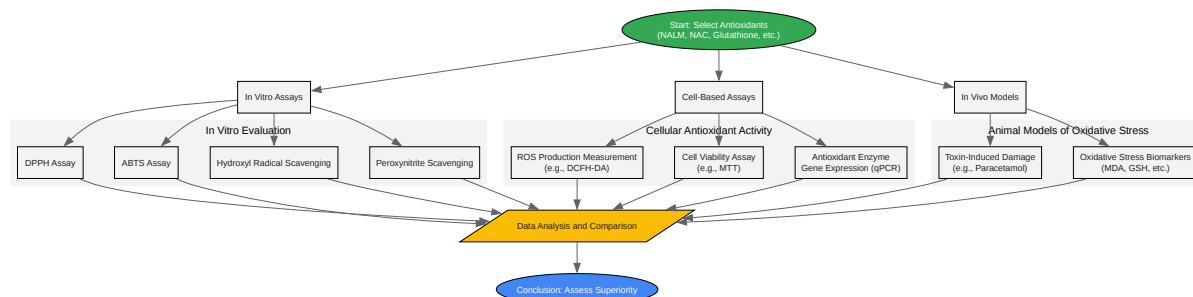 Start: Select Antioxidants
(NALM, NAC, Glutathione, etc.)
In Vitro Assays
Cell-Based Assays
In Vivo Models
In Vitro Evaluation
Cellular Antioxidant Activity
Animal Models of Oxidative Stress
DPPH Assay
ABTS Assay
Hydroxyl Radical Scavenging
Peroxynitrite Scavenging
ROS Production Measurement
(e.g., DCFH-DA)
Cell Viability Assay
(e.g., MTT)
Antioxidant Enzyme
Gene Expression (qPCR)
Toxin-Induced Damage
(e.g., Paracetamol)
Oxidative Stress Biomarkers
(MDA, GSH, etc.)
Data Analysis and Comparison
Conclusion: Assess Superiority